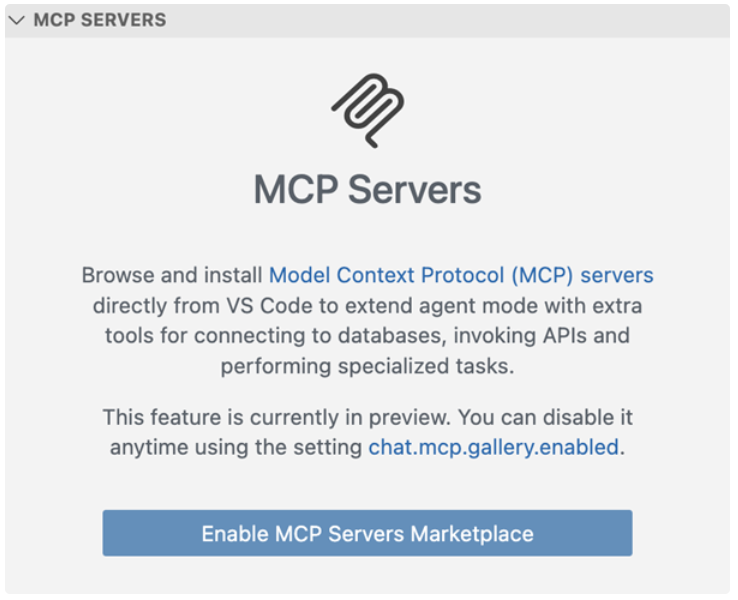 MCP SERVERS
MCP Servers
Browse and install Model Context Protocol (MCP) servers
directly from VS Code to extend agent mode with extra
tools for connecting to databases, invoking APIs and
performing specialized tasks.
This feature is currently in preview. You can disable it
anytime using the setting chat.mcp.gallery.enabled.
Enable MCP Servers Marketplace